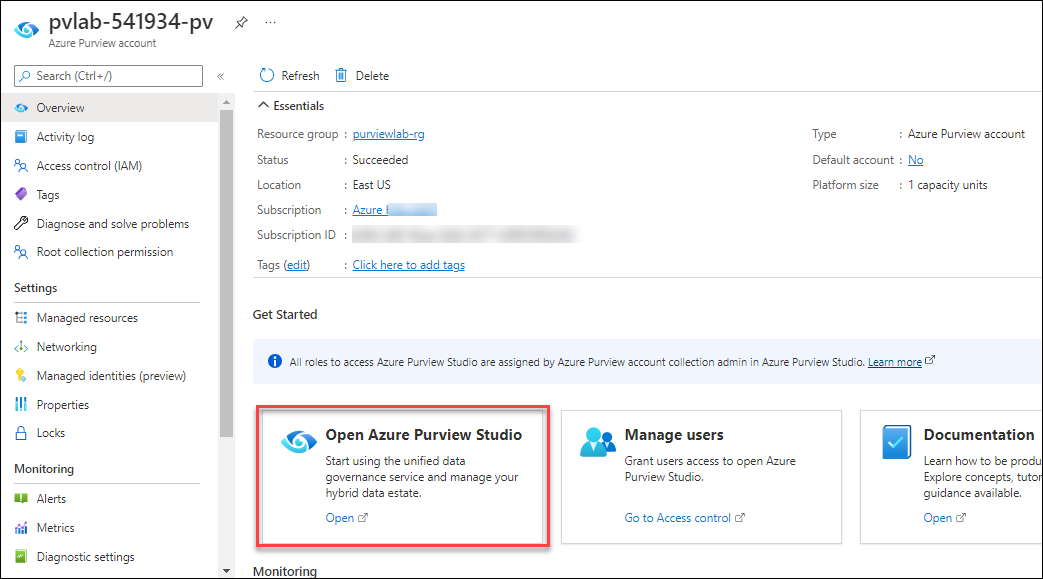 pvlab-541934-pv
Azure Purview account
Search (Ctrl+/)
«
Overview
Activity log
Access control (IAM)
Tags
Diagnose and solve problems
Root collection permission
Settings
Managed resources
Networking
Managed identities (preview)
Properties
Locks
Monitoring
Alerts
Metrics
Diagnostic settings
Refresh Delete
Essentials
Resource group : purviewlab-rg
Status : Succeeded
Location : East US
Subscription : Azure
Subscription ID :
Tags (edit) : Click here to add tags
Type : Azure Purview account
Default account : No
Platform size : 1 capacity units
Get Started
All roles to access Azure Purview Studio are assigned by Azure Purview account collection admin in Azure Purview Studio. Learn more
Open Azure Purview Studio
Start using the unified data
governance service and manage your
hybrid data estate.
Open
Manage users
Grant users access to open Azure
Purview Studio.
Go to Access control
Documentation
Learn how to be produ
Explore concepts, tutor
guidance available.
Open
Monitoring